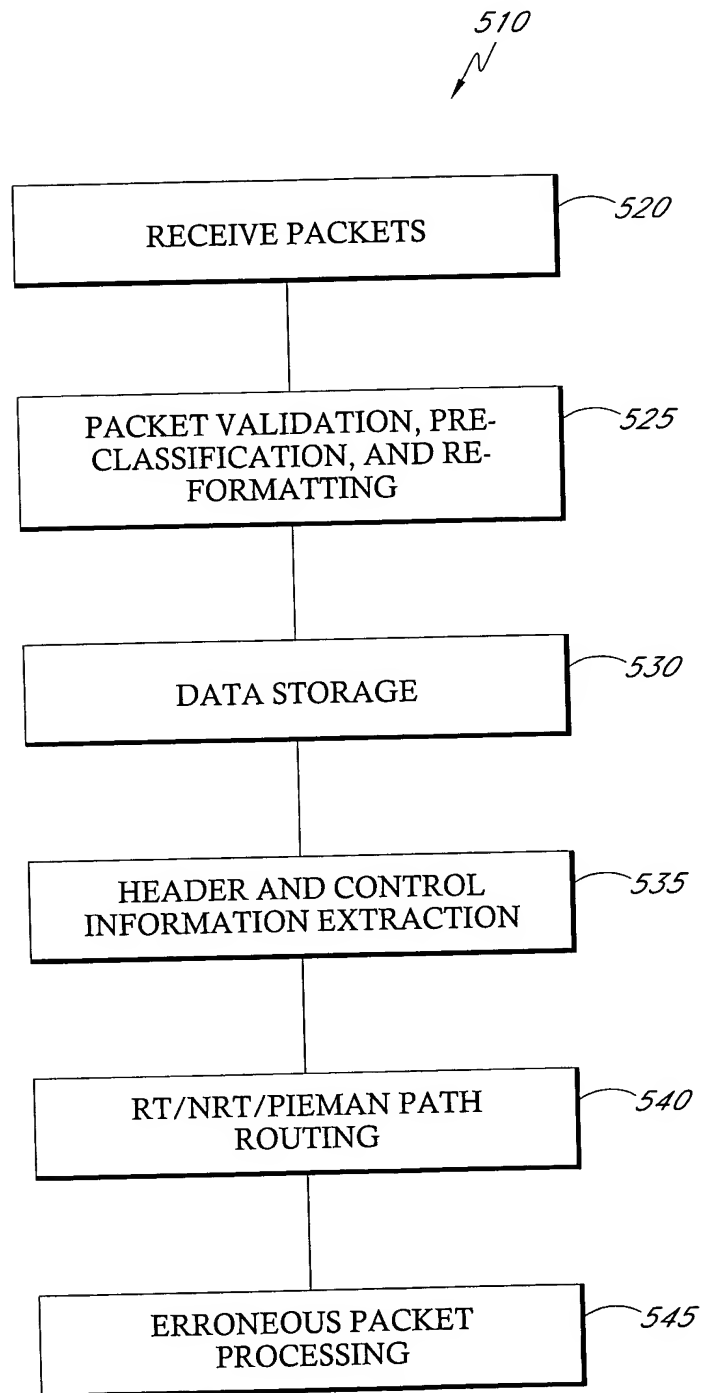 510
RECEIVE PACKETS
520
PACKET VALIDATION, PRE-
CLASSIFICATION, AND RE-
FORMATTING
525
DATA STORAGE
530
HEADER AND CONTROL
INFORMATION EXTRACTION
535
RT/NRT/PIEMAN PATH
ROUTING
540
ERRONEOUS PACKET
PROCESSING
545